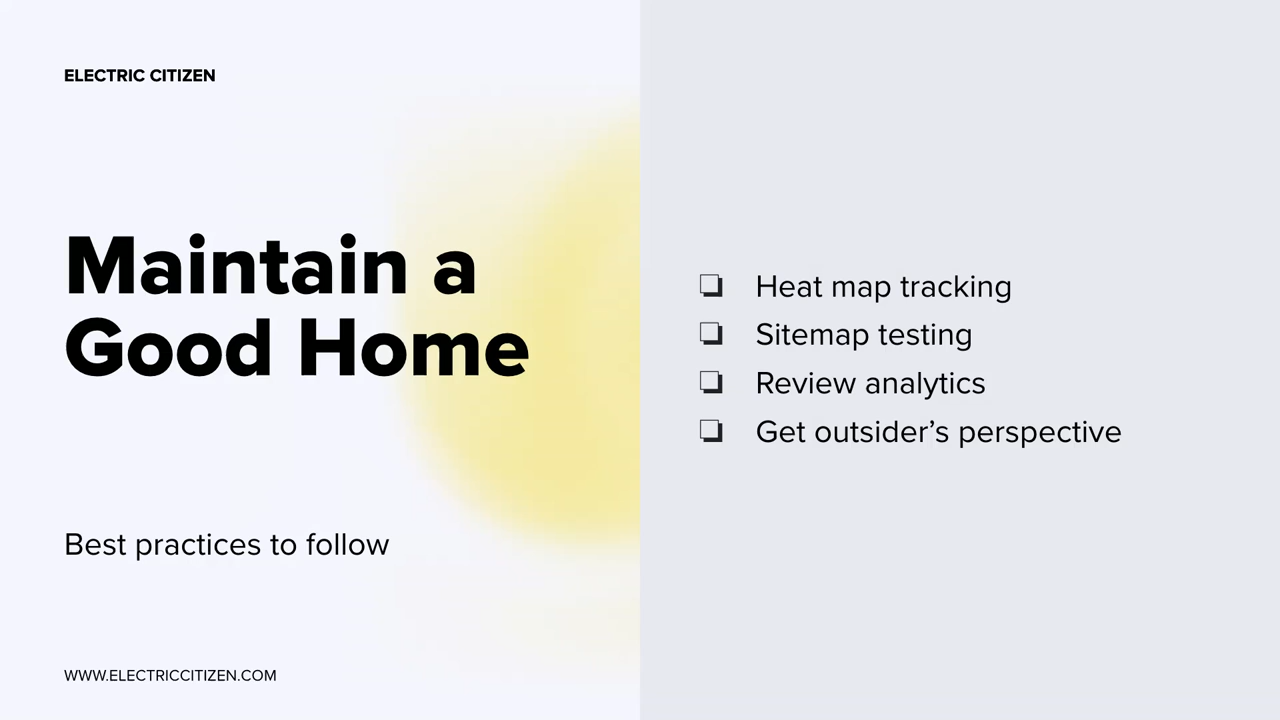 ELECTRIC CITIZEN
Maintain a
Good Home
Best practices to follow
WWW.ELECTRICCITIZEN.COM
❏ Heat map tracking
❏ Sitemap testing
❏ Review analytics
❏ Get outsider’s perspective